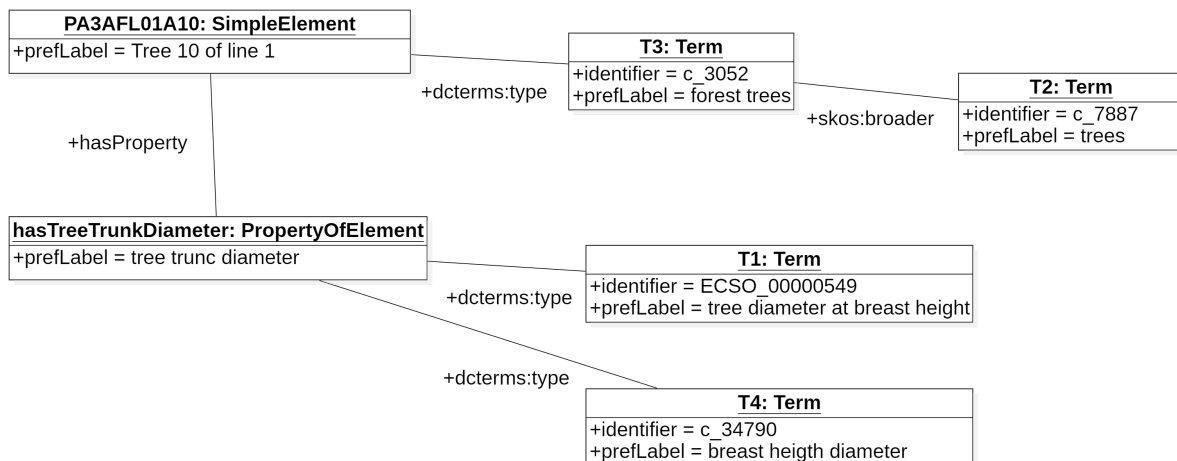 PA3AFL01A10: SimpleElement
+prefLabel = Tree 10 of line 1
+dcterms:type
T3: Term
+identifier = c_3052
+prefLabel = forest trees
+skos:broader
T2: Term
+identifier = c_7887
+prefLabel = trees
+hasProperty
hasTreeTrunkDiameter: PropertyOfElement
+prefLabel = tree trunc diameter
+dcterms:type
T1: Term
+identifier = ECSO_00000549
+prefLabel = tree diameter at breast height
+dcterms:type
T4: Term
+identifier = c_34790
+prefLabel = breast heigth diameter